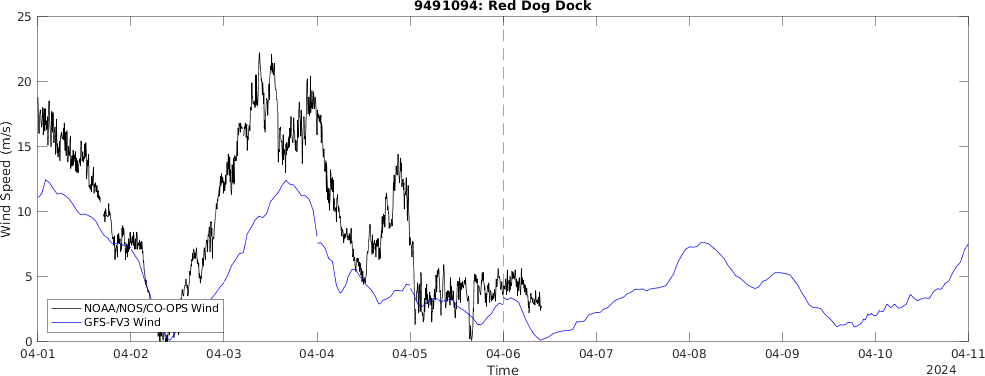 9491094: Red Dog Dock
Wind Speed (m/s)
25
20
15
10
5
0
NOAA/NOS/CO-OPS Wind
GFS-FV3 Wind
04-01 04-02 04-03 04-04 04-05 04-06 04-07 04-08 04-09 04-10 04-11
Time
2024